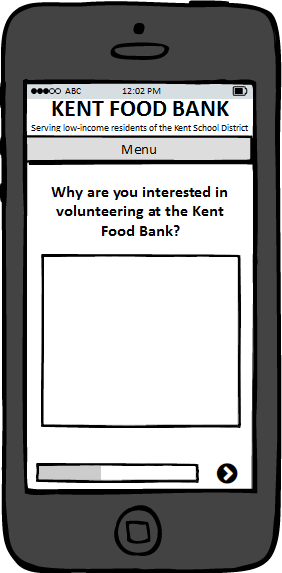 ABC 12:02 PM
KENT FOOD BANK
Serving low-income residents of the Kent School District
Menu
Why are you interested in
volunteering at the Kent
Food Bank?